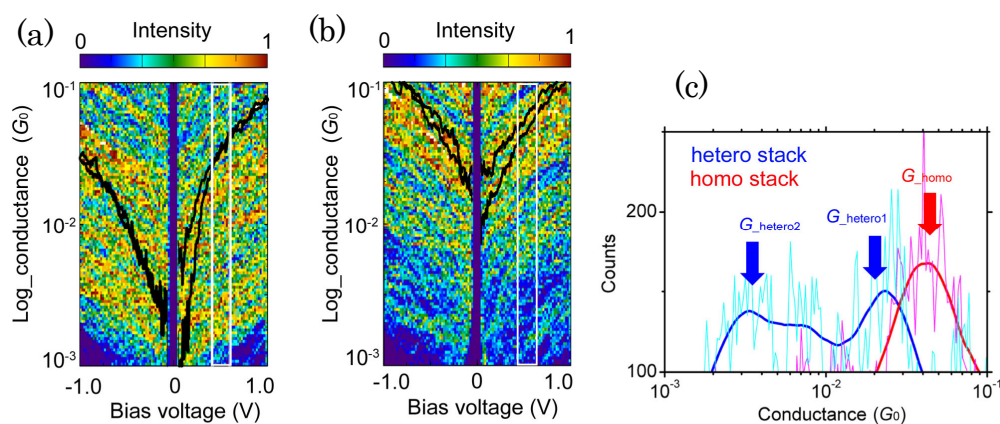 (a)
Intensity
0
1
Log_conductance (G₀)
10⁻¹
10⁻²
10⁻³
-1.0
0
1.0
Bias voltage (V)
(b)
Intensity
0
1
Log_conductance (G₀)
10⁻¹
10⁻²
10⁻³
-1.0
0
1.0
Bias voltage (V)
(c)
hetero stack
homo stack
G_homo
G_hetero1
G_hetero2
Counts
200
100
10⁻³
10⁻²
10⁻¹
Conductance (G₀)